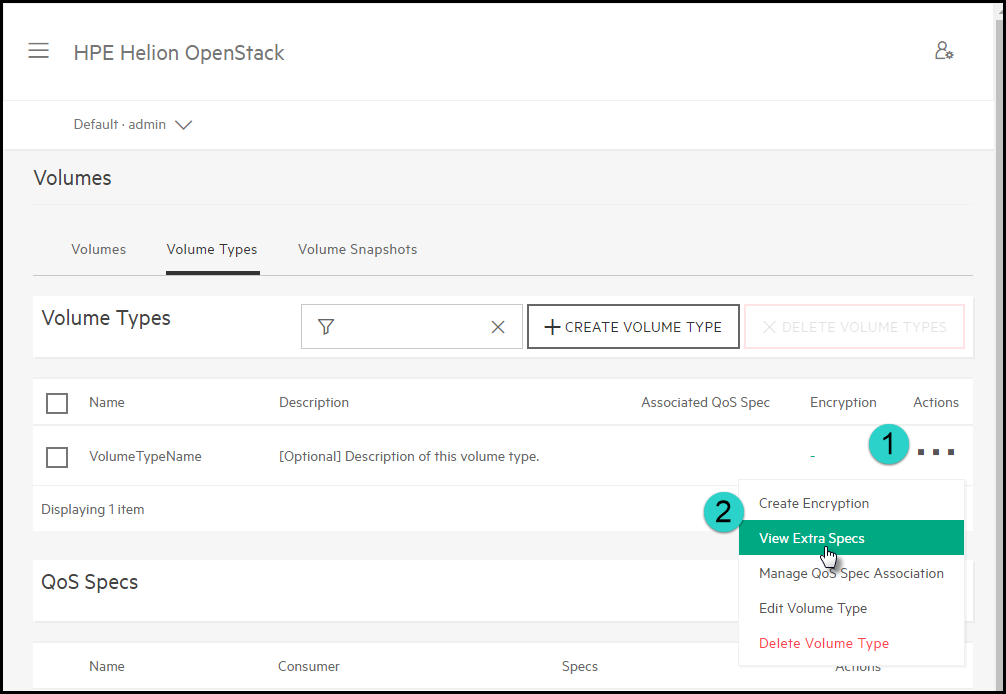 HPE Helion OpenStack
Default · admin
Volumes
Volumes Volume Types Volume Snapshots
Volume Types CREATE VOLUME TYPE DELETE VOLUME TYPES
Name Description Associated QoS Spec Encryption Actions
VolumeTypeName [Optional] Description of this volume type. - 1
Displaying 1 item
Create Encryption
2 View Extra Specs
Manage QoS Spec Association
Edit Volume Type
Delete Volume Type
QoS Specs
Name Consumer Specs Actions